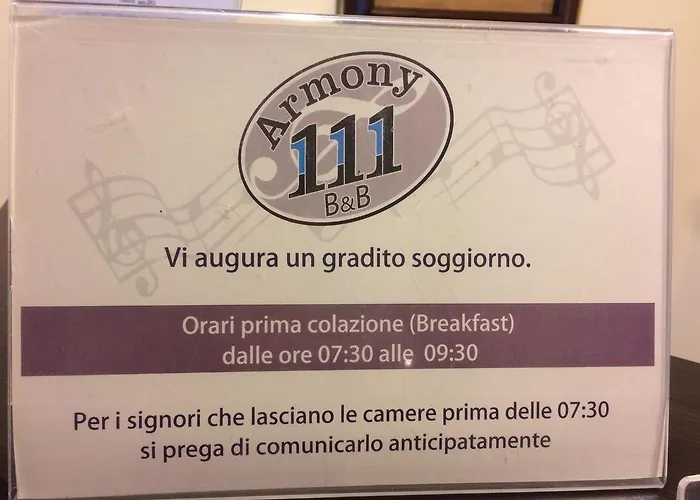 Armony
111
B&B
Vi augura un gradito soggiorno.
Orari prima colazione (Breakfast)
dalle ore 07:30 alle 09:30
Per i signori che lasciano le camere prima delle 07:30
si prega di comunicarlo anticipatamente